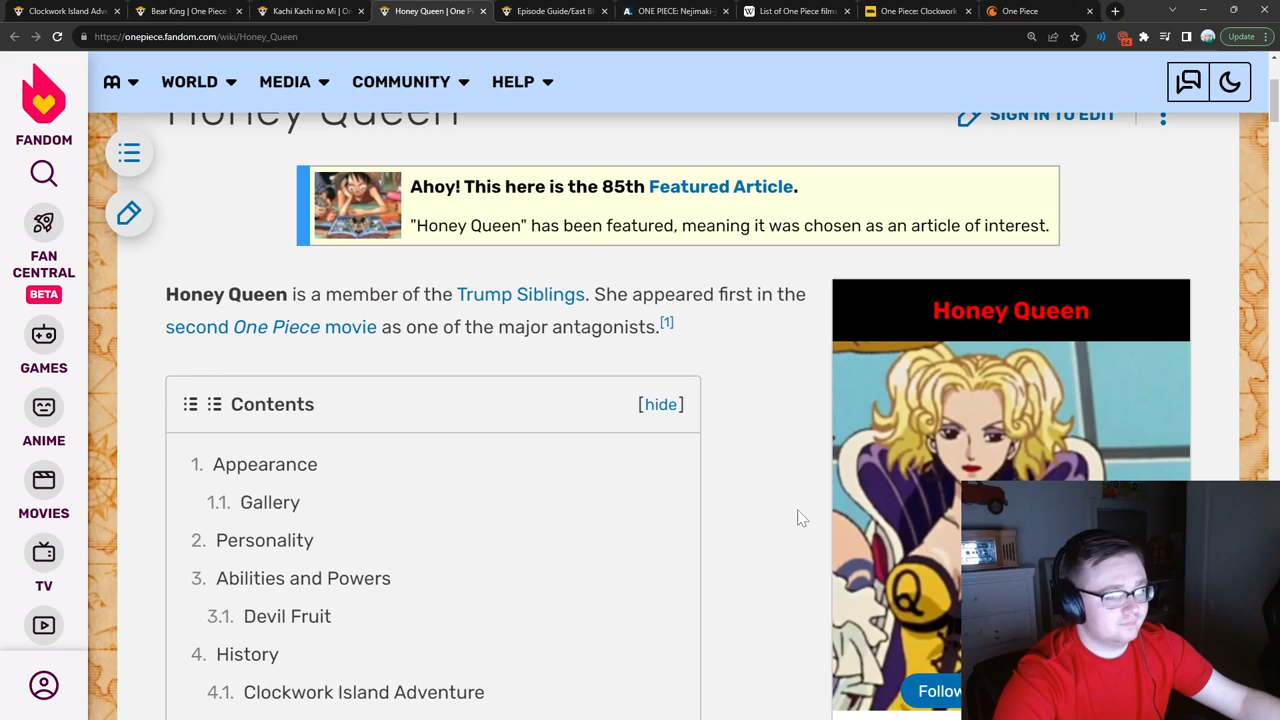 Clockwork Island Adv
Bear King | One Piece
Kachi Kachi no Mi | O
Honey Queen | One P
Episode Guide/East Bl
ONE PIECE: Nejimaki-
List of One Piece films
One Piece: Clockwork
One Piece
https://onepiece.fandom.com/wiki/Honey_Queen
Update
WORLD
MEDIA
COMMUNITY
HELP
FANDOM
FAN
CENTRAL
BETA
GAMES
ANIME
MOVIES
TV
Honey Queen
SIGN IN TO EDIT
Ahoy! This here is the 85th Featured Article.
"Honey Queen" has been featured, meaning it was chosen as an article of interest.
Honey Queen is a member of the Trump Siblings. She appeared first in the
second One Piece movie as one of the major antagonists.[1]
Contents [hide]
1. Appearance
1.1. Gallery
2. Personality
3. Abilities and Powers
3.1. Devil Fruit
4. History
4.1. Clockwork Island Adventure
Honey Queen
Q
Follow